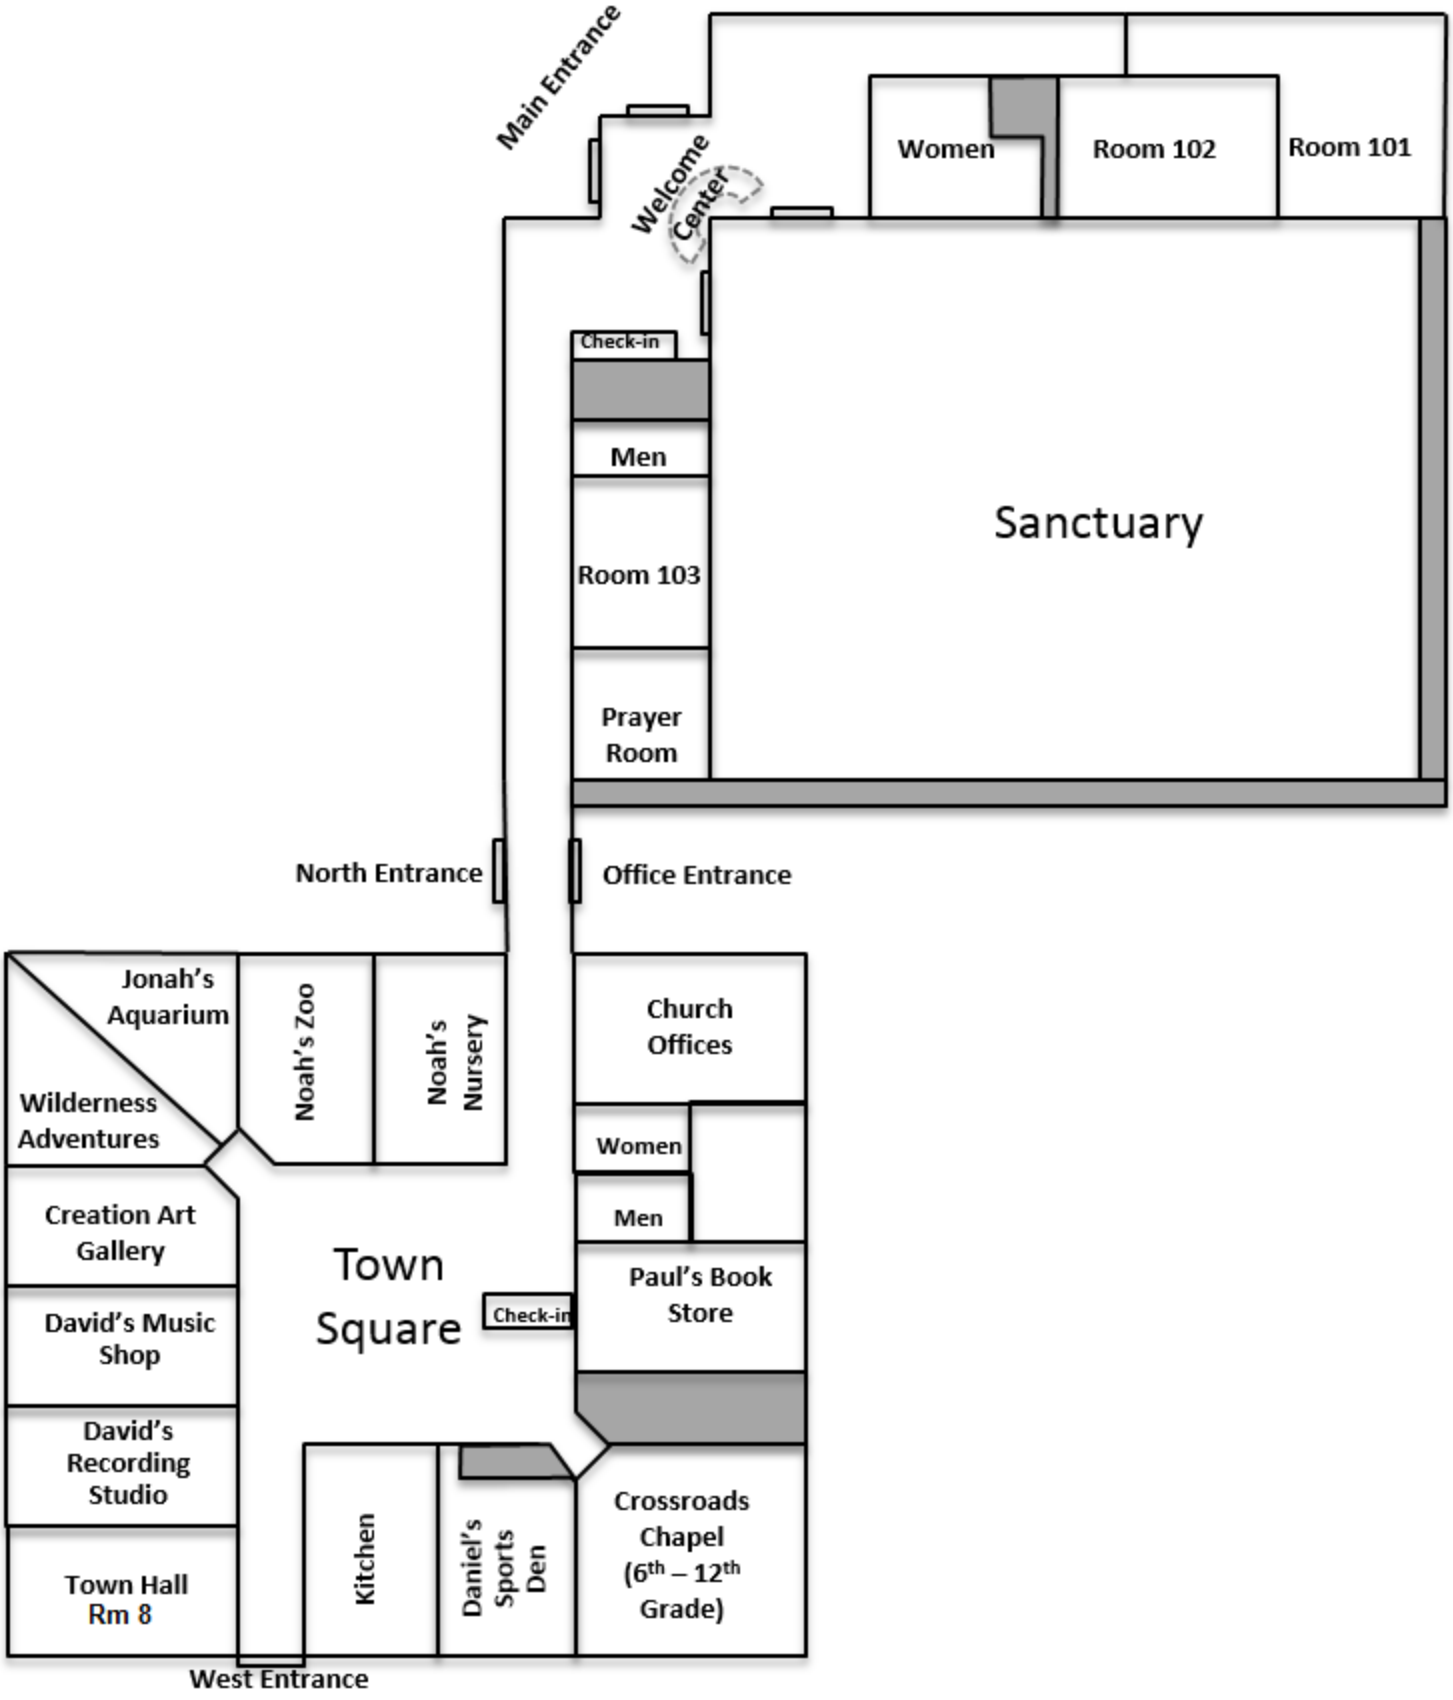 Main Entrance
Welcome
Center
Women
Room 102
Room 101
Check-in
Men
Room 103
Sanctuary
Prayer
Room
North Entrance
Office Entrance
Jonah's
Aquarium
Wilderness
Adventures
Noah's Zoo
Noah's
Nursery
Church
Offices
Women
Men
Creation Art
Gallery
Town
Square
Check-in
Paul's Book
Store
David's Music
Shop
David's
Recording
Studio
Town Hall
Rm 8
Kitchen
Daniel's
Sports
Den
Crossroads
Chapel
(6th – 12th
Grade)
West Entrance